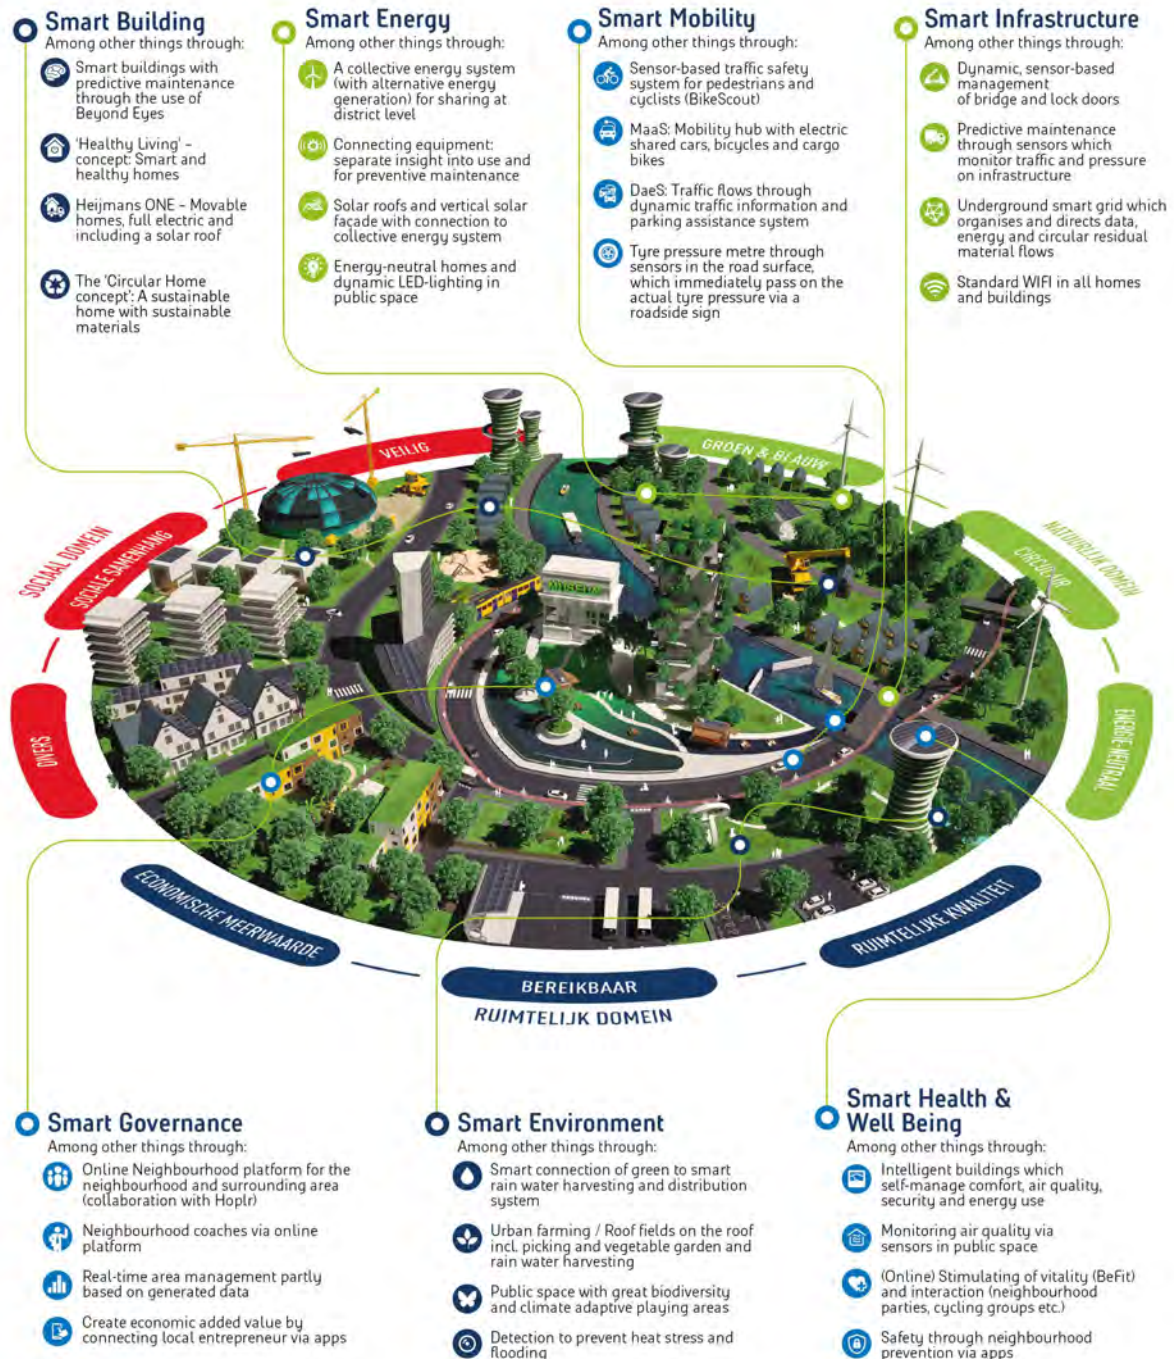 Smart Building
Among other things through:
Smart buildings with
predictive maintenance
through the use of
Beyond Eyes
'Healthy Living' –
concept: Smart and
healthy homes
Heijmans ONE – Movable
homes, full electric and
including a solar roof
The 'Circular Home
concept': A sustainable
home with sustainable
materials
Smart Energy
Among other things through:
A collective energy system
(with alternative energy
generation) for sharing at
district level
Connecting equipment:
separate insight into use and
for preventive maintenance
Solar roofs and vertical solar
façade with connection to
collective energy system
Energy-neutral homes and
dynamic LED-lighting in
public space
Smart Mobility
Among other things through:
Sensor-based traffic safety
system for pedestrians and
cyclists (BikeScout)
MaaS: Mobility hub with electric
shared cars, bicycles and cargo
bikes
DaeS: Traffic flows through
dynamic traffic information and
parking assistance system
Tyre pressure metre through
sensors in the road surface,
which immediately pass on the
actual tyre pressure via a
roadside sign
Smart Infrastructure
Among other things through:
Dynamic, sensor-based
management
of bridge and lock doors
Predictive maintenance
through sensors which
monitor traffic and pressure
on infrastructure
Underground smart grid which
organises and directs data,
energy and circular residual
material flows
Standard WIFI in all homes
and buildings
VEILIG
GROEN & BLAUW
SOCIAAL DOMEIN
SOCIALE SAMENHANG
NATUURLIJK DOMEIN
CIRCULAIR
MUSEUM
DIVERS
ENERGIE-NEUTRAAL
ECONOMISCHE MEERWAARDE
RUIMTELIJKE KWALITEIT
BEREIKBAAR
RUIMTELIJK DOMEIN
Smart Governance
Among other things through:
Online Neighbourhood platform for the
neighbourhood and surrounding area
(collaboration with Hoplr)
Neighbourhood coaches via online
platform
Real-time area management partly
based on generated data
Create economic added value by
connecting local entrepreneur via apps
Smart Environment
Among other things through:
Smart connection of green to smart
rain water harvesting and distribution
system
Urban farming / Roof fields on the roof
incl. picking and vegetable garden and
rain water harvesting
Public space with great biodiversity
and climate adaptive playing areas
Detection to prevent heat stress and
flooding
Smart Health &
Well Being
Among other things through:
Intelligent buildings which
self-manage comfort, air quality,
security and energy use
Monitoring air quality via
sensors in public space
(Online) Stimulating of vitality (BeFit)
and interaction (neighbourhood
parties, cycling groups etc.)
Safety through neighbourhood
prevention via apps